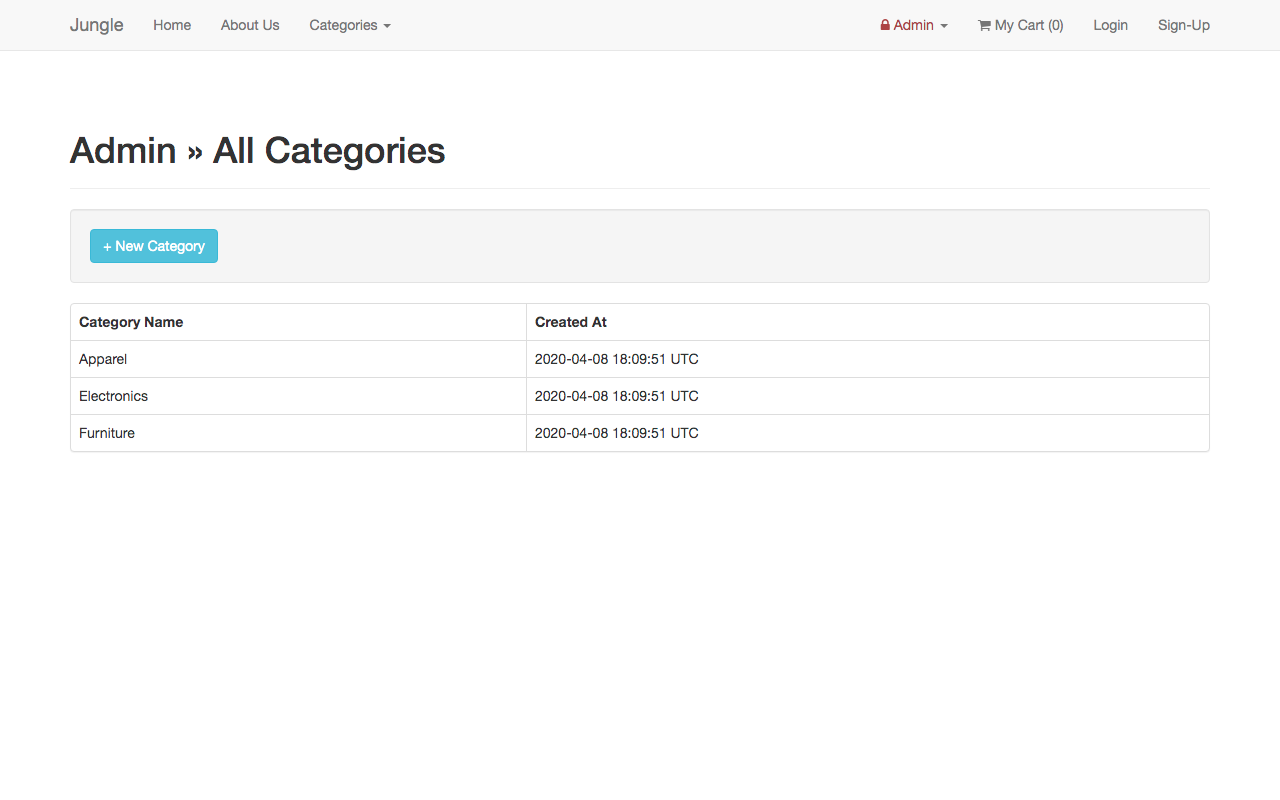 Jungle Home About Us Categories Admin My Cart (0) Login Sign-Up
Admin » All Categories
+ New Category
Category Name Created At
Apparel 2020-04-08 18:09:51 UTC
Electronics 2020-04-08 18:09:51 UTC
Furniture 2020-04-08 18:09:51 UTC